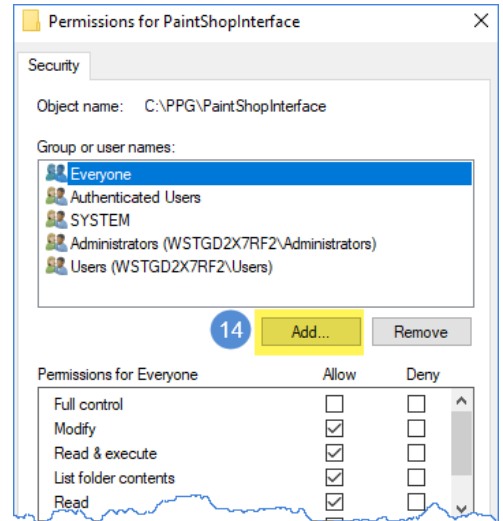 Permissions for PaintShopInterface
Security
Object name: C:\PPG\PaintShopInterface
Group or user names:
Everyone
Authenticated Users
SYSTEM
Administrators (WSTGD2X7RF2\Administrators)
Users (WSTGD2X7RF2\Users)
14 Add... Remove
Permissions for Everyone Allow Deny
Full control
Modify
Read & execute
List folder contents
Read